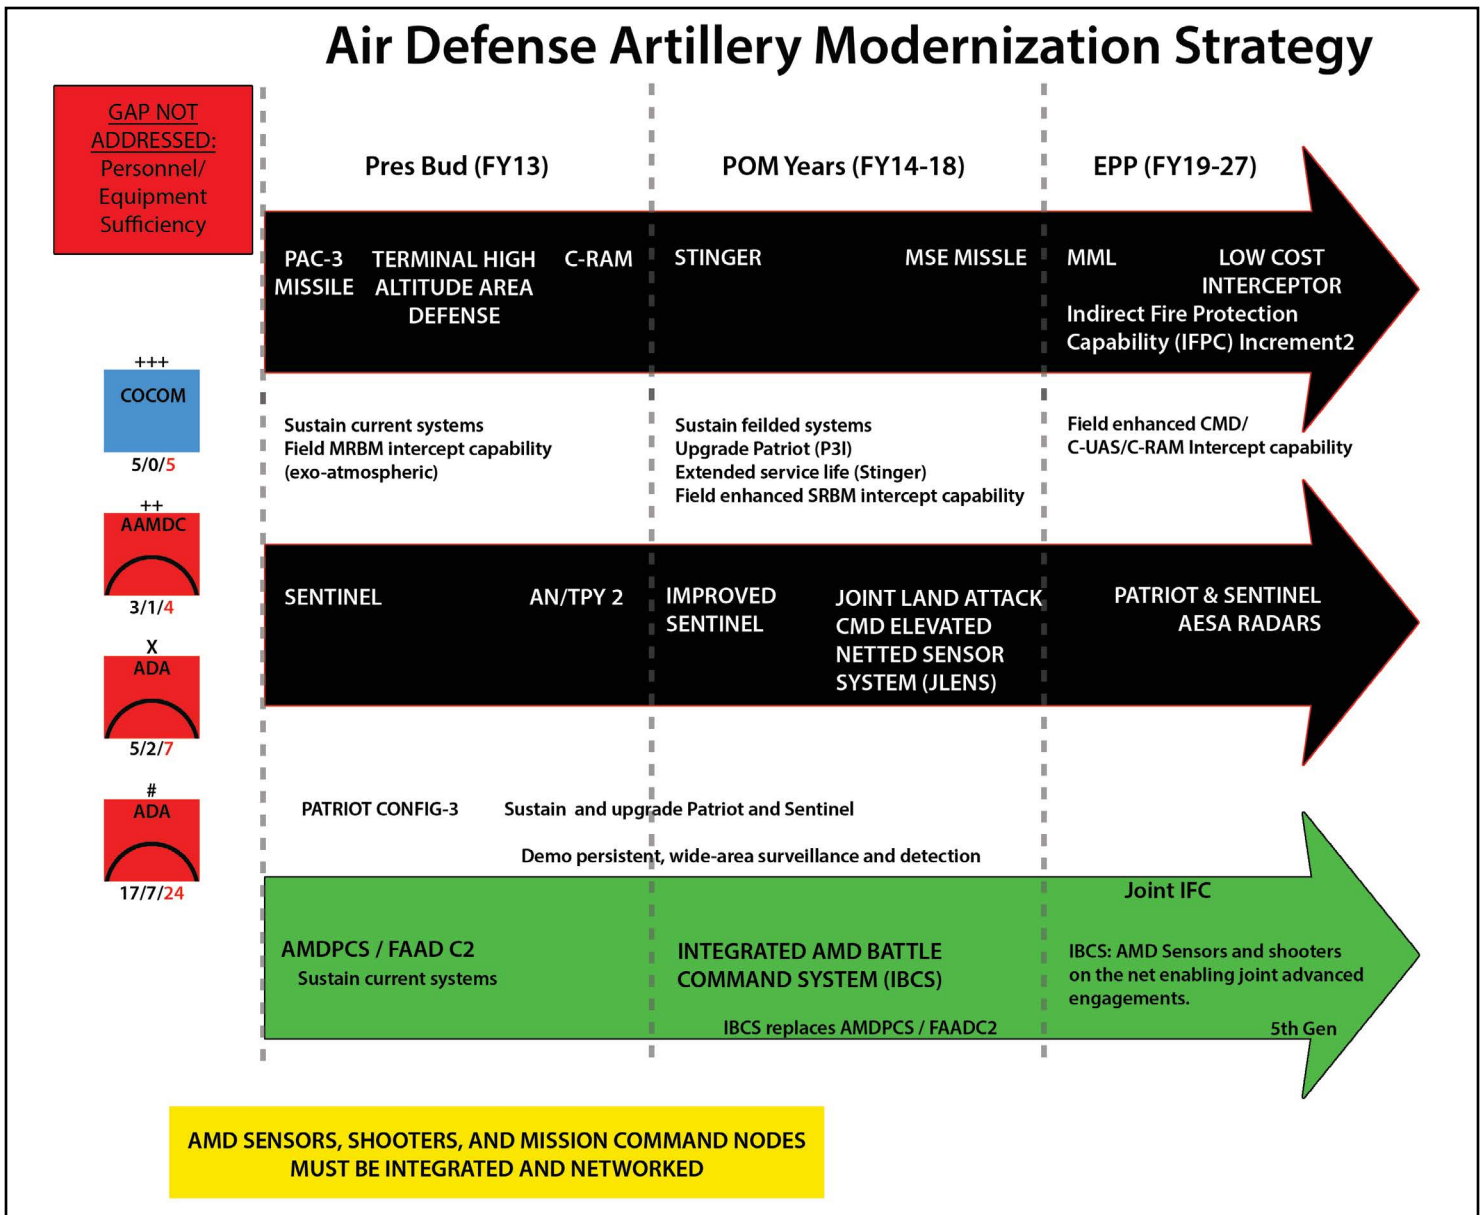 Air Defense Artillery Modernization Strategy
GAP NOT
ADDRESSED:
Personnel/
Equipment
Sufficiency
Pres Bud (FY13)
POM Years (FY14-18)
EPP (FY19-27)
PAC-3
MISSILE
TERMINAL HIGH
ALTITUDE AREA
DEFENSE
C-RAM
STINGER
MSE MISSLE
MML
LOW COST
INTERCEPTOR
Indirect Fire Protection
Capability (IFPC) Increment2
+++
COCOM
5/0/5
++
AAMDC
3/1/4
X
ADA
5/2/7
#
ADA
17/7/24
Sustain current systems
Field MRBM intercept capability
(exo-atmospheric)
Sustain feilded systems
Upgrade Patriot (P3I)
Extended service life (Stinger)
Field enhanced SRBM intercept capability
Field enhanced CMD/
C-UAS/C-RAM Intercept capability
SENTINEL
AN/TPY 2
IMPROVED
SENTINEL
JOINT LAND ATTACK
CMD ELEVATED
NETTED SENSOR
SYSTEM (JLENS)
PATRIOT & SENTINEL
AESA RADARS
PATRIOT CONFIG-3
Sustain and upgrade Patriot and Sentinel
Demo persistent, wide-area surveillance and detection
AMDPCS / FAAD C2
Sustain current systems
INTEGRATED AMD BATTLE
COMMAND SYSTEM (IBCS)
IBCS replaces AMDPCS / FAADC2
Joint IFC
IBCS: AMD Sensors and shooters
on the net enabling joint advanced
engagements.
5th Gen
AMD SENSORS, SHOOTERS, AND MISSION COMMAND NODES
MUST BE INTEGRATED AND NETWORKED